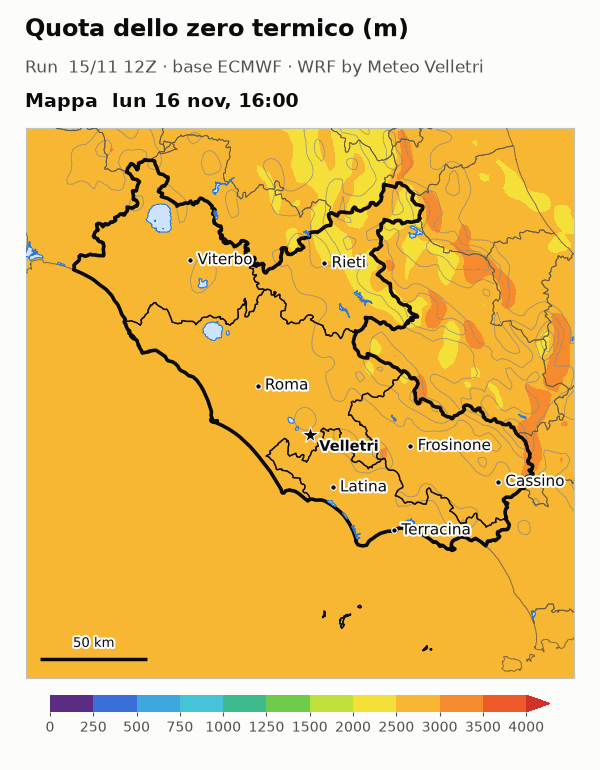 Quota dello zero termico (m)
Run  15/11 12Z · base ECMWF · WRF by Meteo Velletri
Mappa  lun 16 nov, 16:00
Viterbo
Rieti
Roma
Velletri
Frosinone
Cassino
Latina
Terracina
50 km
0 250 500 750 1000 1250 1500 2000 2500 3000 3500 4000